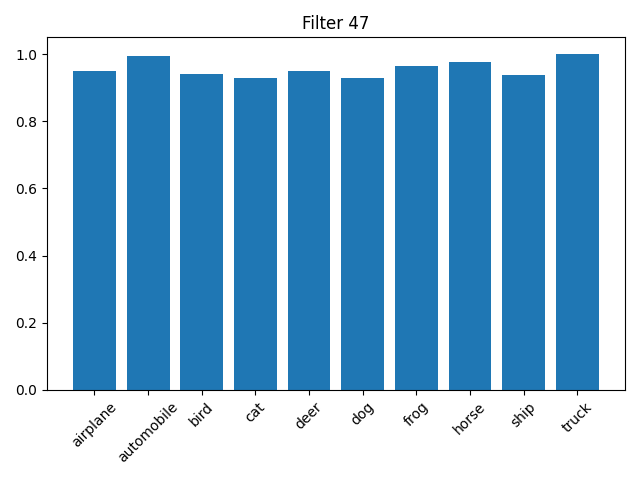 Filter 47
1.0
0.8
0.6
0.4
0.2
0.0
airplane
automobile
bird
cat
deer
dog
frog
horse
ship
truck